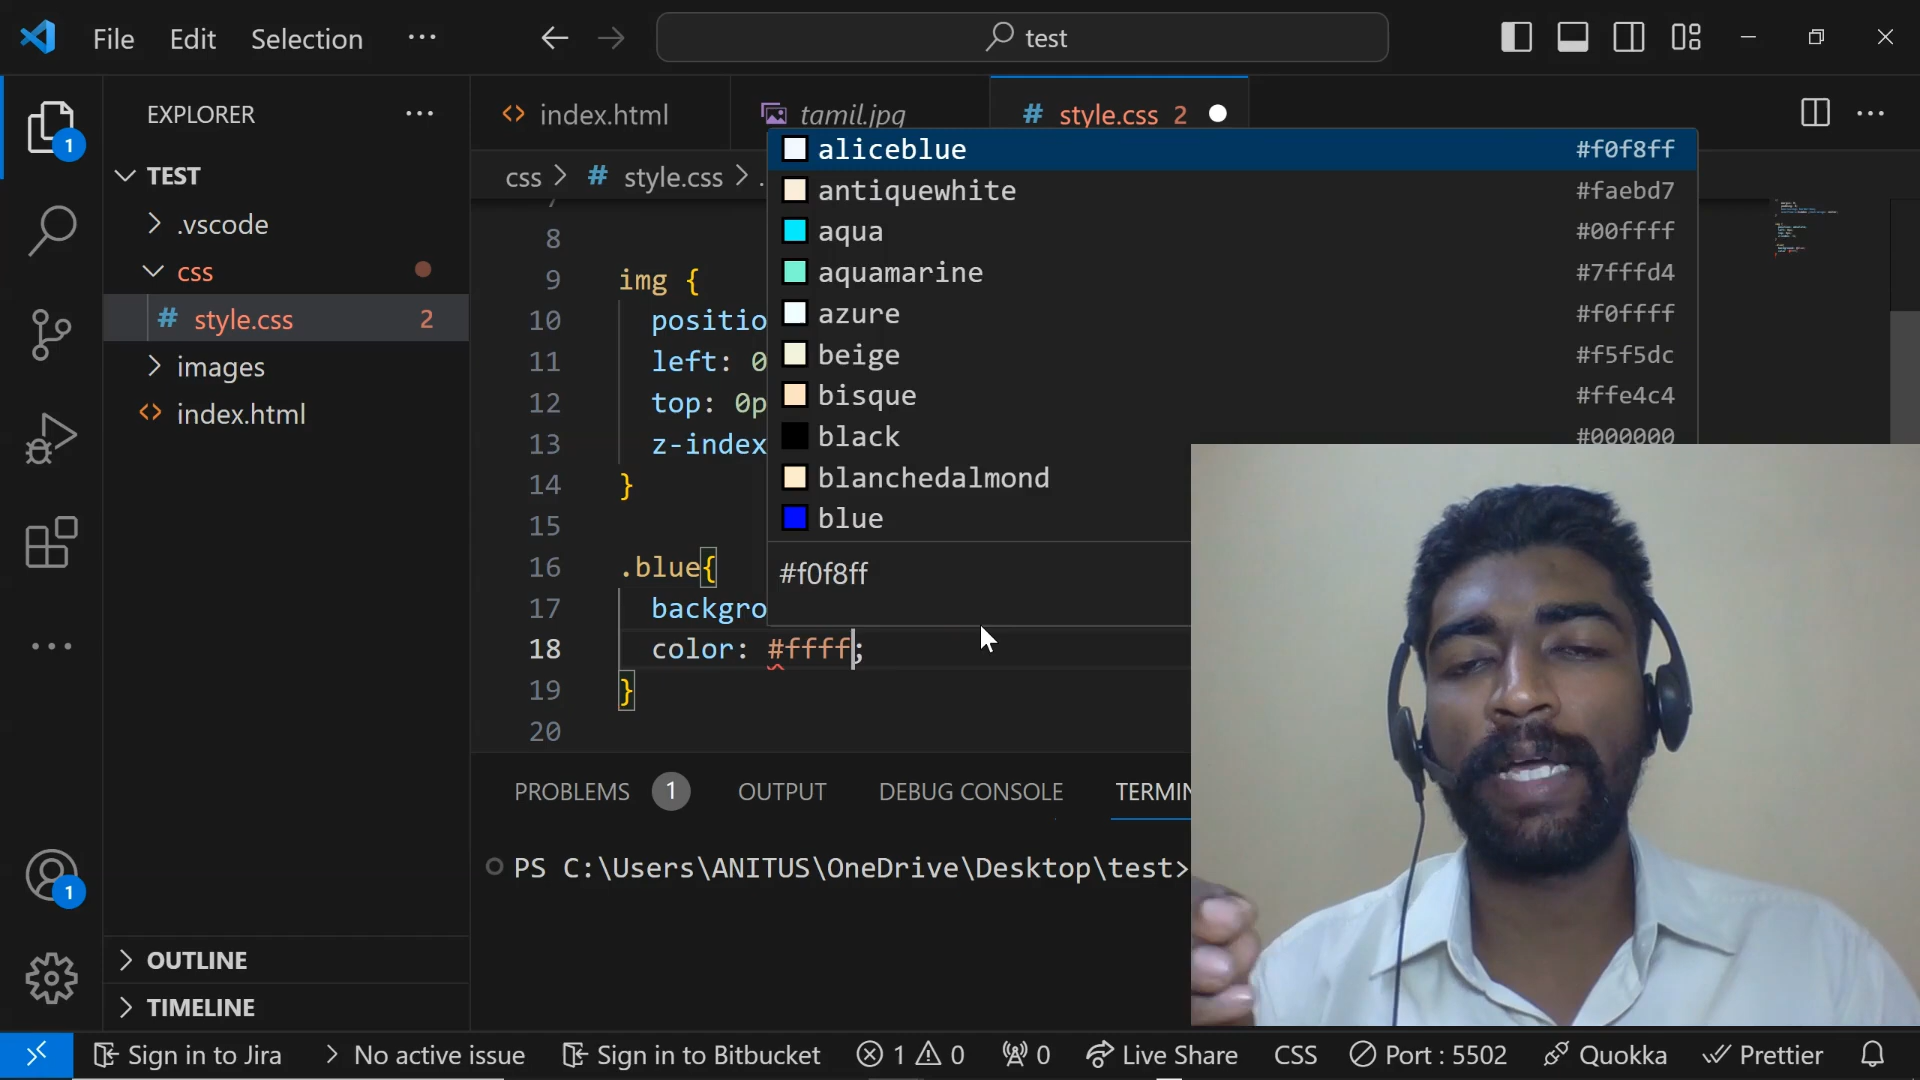 File Edit Selection ··· test
EXPLORER ···
index.html tamil.jpg # style.css 2
TEST
css > # style.css > .
.vscode
css
# style.css 2
images
index.html
aliceblue #f0f8ff
antiquewhite #faebd7
aqua #00ffff
aquamarine #7fffd4
azure #f0ffff
beige #f5f5dc
bisque #ffe4c4
black #000000
blanchedalmond
blue
#f0f8ff
8
9 img {
10 positio
11 left: 0
12 top: 0p
13 z-index
14 }
15
16 .blue{
17 backgro
18 color: #ffff;
19 }
20
PROBLEMS 1 OUTPUT DEBUG CONSOLE TERMIN
PS C:\Users\ANITUS\OneDrive\Desktop\test>
1
1
OUTLINE
TIMELINE
Sign in to Jira No active issue Sign in to Bitbucket 1 0 0 Live Share CSS Port : 5502 Quokka Prettier